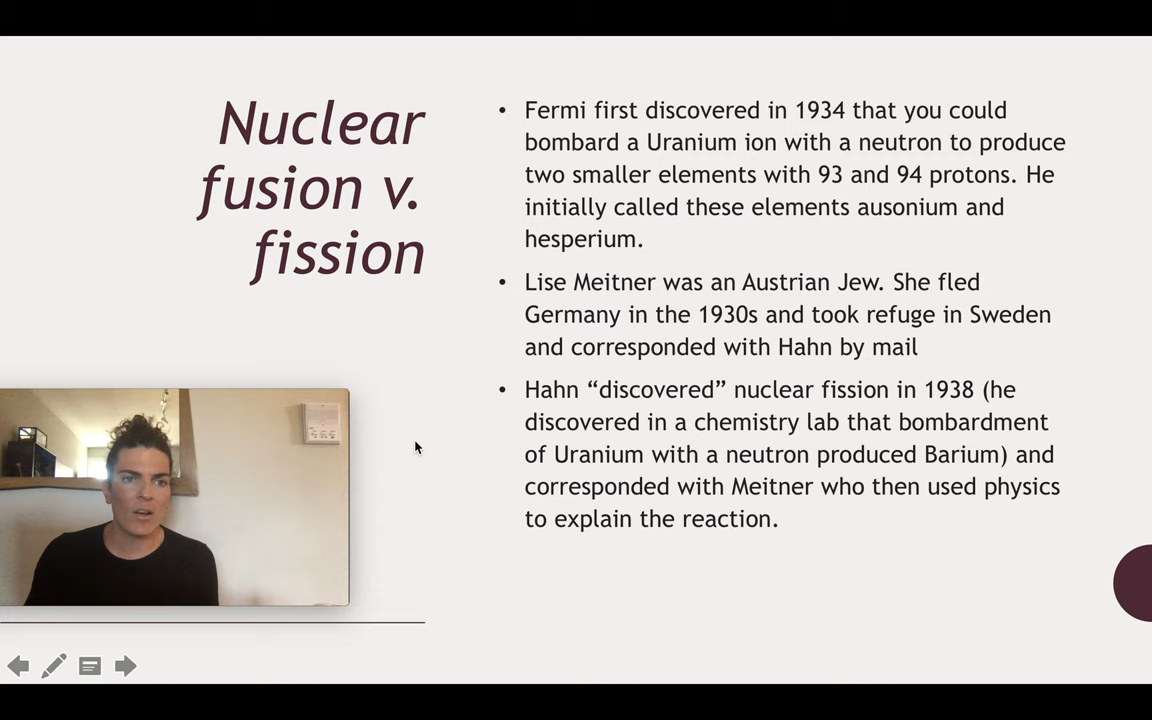 Nuclear
fusion v.
fission
• Fermi first discovered in 1934 that you could
bombard a Uranium ion with a neutron to produce
two smaller elements with 93 and 94 protons. He
initially called these elements ausonium and
hesperium.
• Lise Meitner was an Austrian Jew. She fled
Germany in the 1930s and took refuge in Sweden
and corresponded with Hahn by mail
• Hahn “discovered” nuclear fission in 1938 (he
discovered in a chemistry lab that bombardment
of Uranium with a neutron produced Barium) and
corresponded with Meitner who then used physics
to explain the reaction.